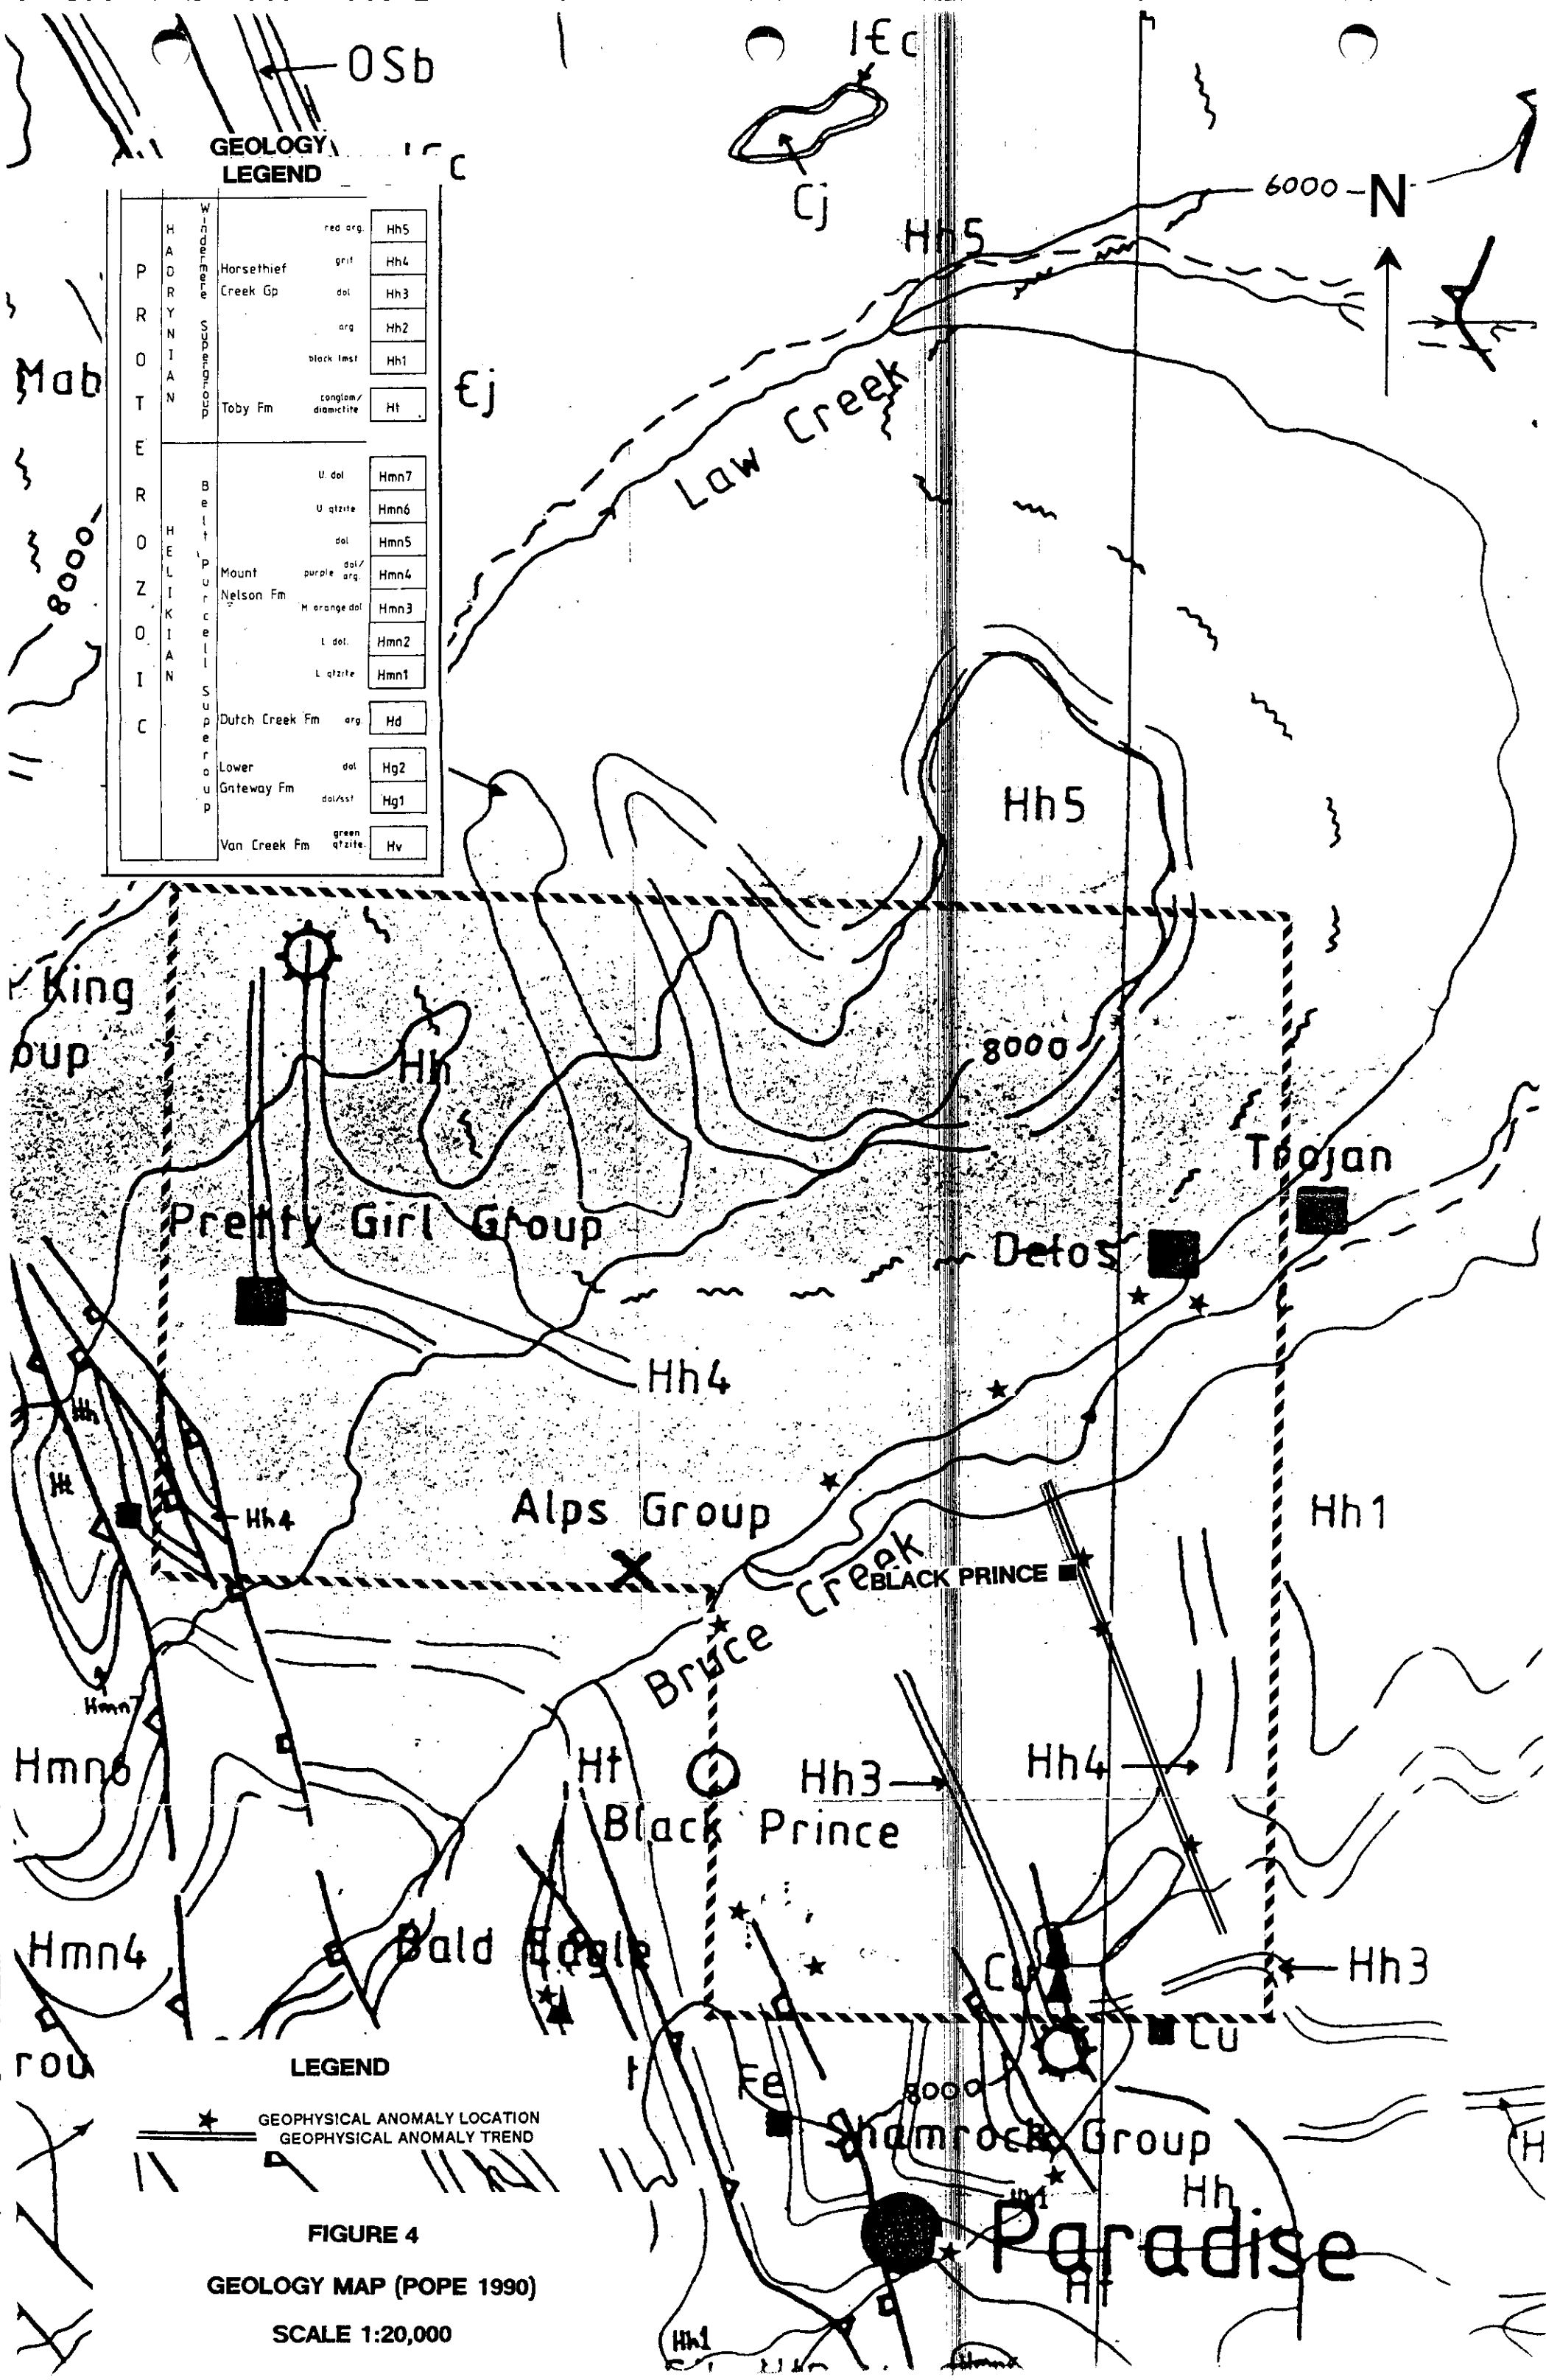 OSb
Cj
Hh5
6000
N
GEOLOGY
LEGEND
PROTEROZOIC
HADRYNIAN
Windermere Supergroup
Horsethief
Creek Gp
red arg. Hh5
grit Hh4
dol Hh3
arg Hh2
black lmst Hh1
Toby Fm conglom/
diamictite Ht
HELIKIAN
Belt Purcell Supergroup
U. dol Hmn7
U qtzite Hmn6
dol Hmn5
Mount
Nelson Fm
purple dol/
arg. Hmn4
M orange dol Hmn3
L dol. Hmn2
L qtzite Hmn1
Dutch Creek Fm arg. Hd
Lower
Gateway Fm
dol Hg2
dol/sst Hg1
Van Creek Fm green
qtzite. Hv
Mab
Єj
8000
Law Creek
Hh5
King
oup
Hh
8000
Trojan
Pretty Girl Group
Delos
Hh4
Hh
Ht
Hh4
Alps Group
Hh1
Bruce Creek
BLACK PRINCE
Hmn7
Hmn6
Ht
Hh3
Hh4
Black Prince
Hmn4
Bald Eagle
Cu
Hh3
rou
Cu
LEGEND
Fe
8000
GEOPHYSICAL ANOMALY LOCATION
GEOPHYSICAL ANOMALY TREND
Shamrock Group
H
Hh
Hh1
FIGURE 4
Paradise
GEOLOGY MAP (POPE 1990)
Ht
SCALE 1:20,000
Hh1